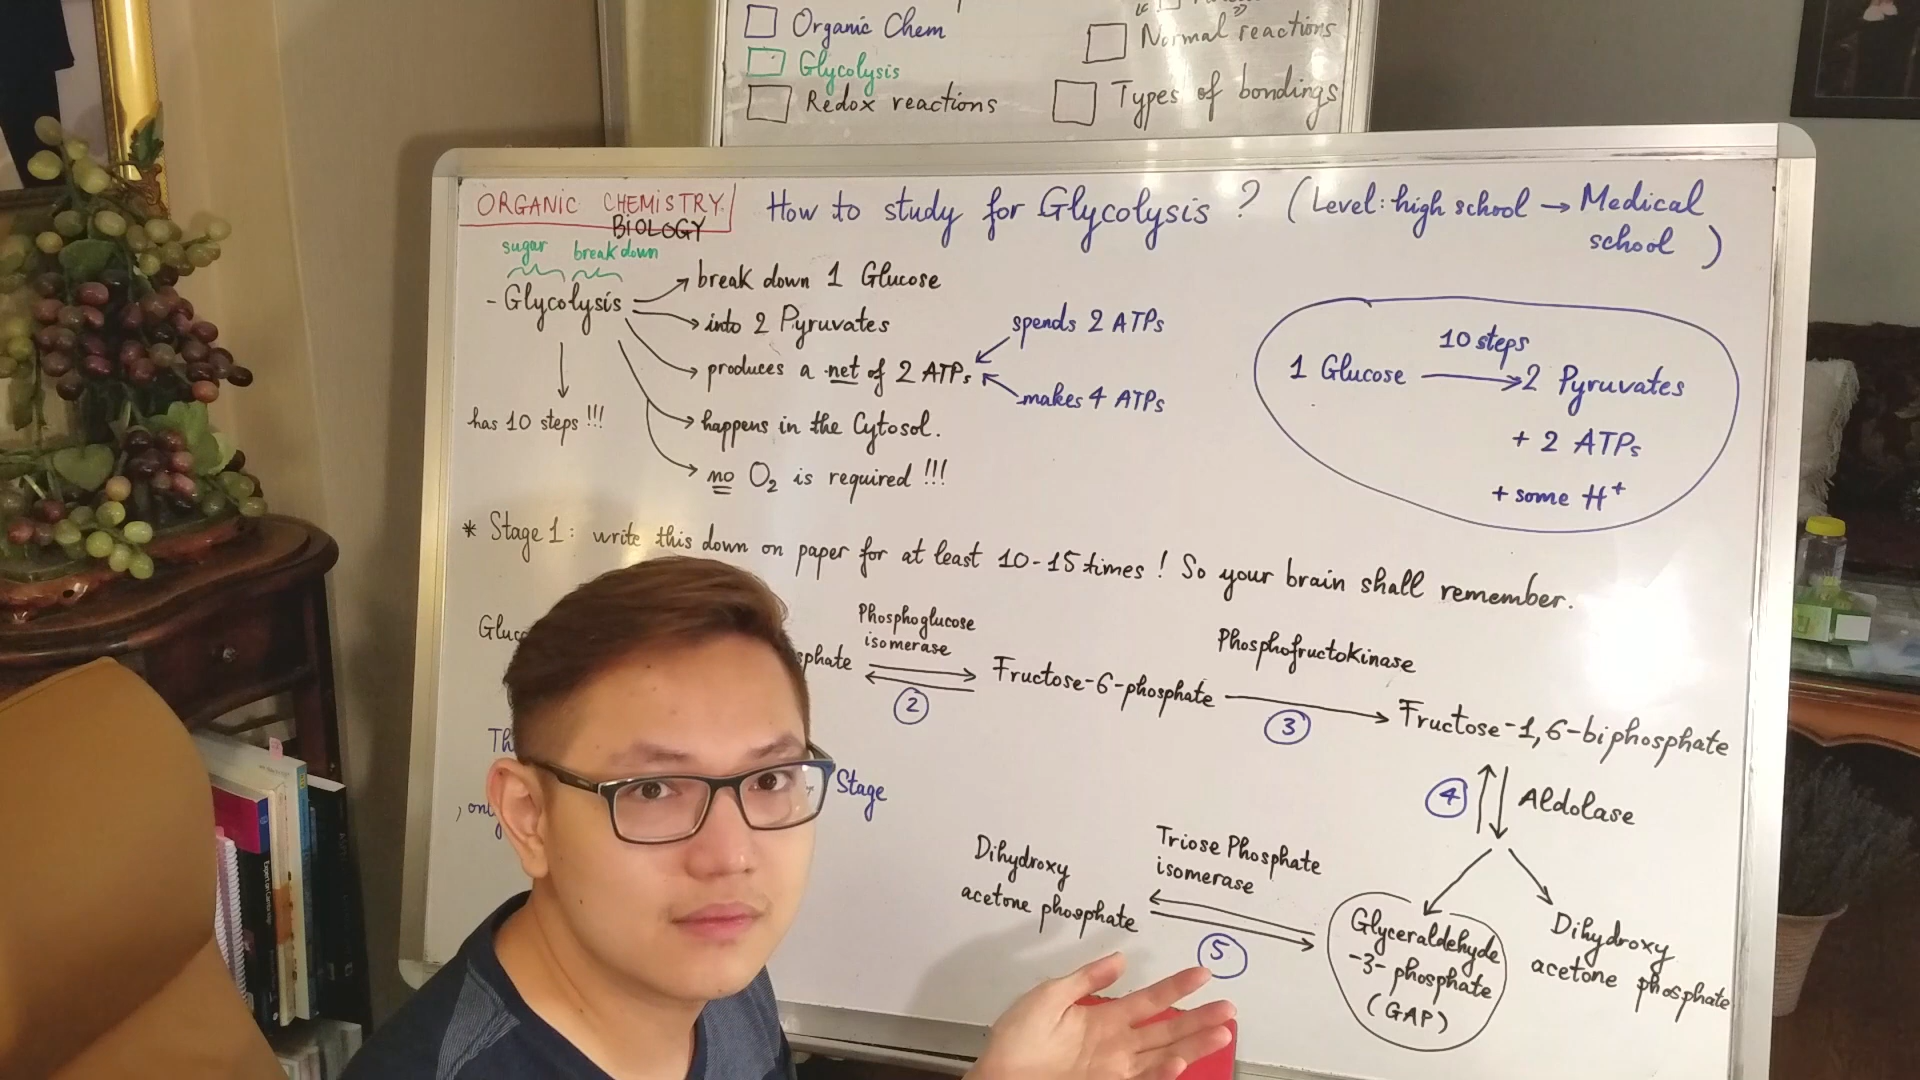 Organic Chem
Glycolysis
Redox reactions
Normal reactions
Types of bondings
ORGANIC CHEMISTRY
BIOLOGY
How to study for Glycolysis ? (Level: high school → Medical
school )
sugar break down
- Glycolysis
has 10 steps !!!
break down 1 Glucose
into 2 Pyruvates
produces a net of 2 ATPs
spends 2 ATPs
makes 4 ATPs
happens in the Cytosol.
no O2 is required !!!
10 steps
1 Glucose → 2 Pyruvates
+ 2 ATPs
+ some H+
* Stage 1: write this down on paper for at least 10-15 times ! So your brain shall remember.
Phosphoglucose
isomerase
2
Fructose-6-phosphate
Phosphofructokinase
3
Fructose-1,6-biphosphate
Stage
4 Aldolase
Dihydroxy
acetone phosphate
Triose Phosphate
isomerase
5
Glyceraldehyde
-3-phosphate
(GAP)
Dihydroxy
acetone phosphate